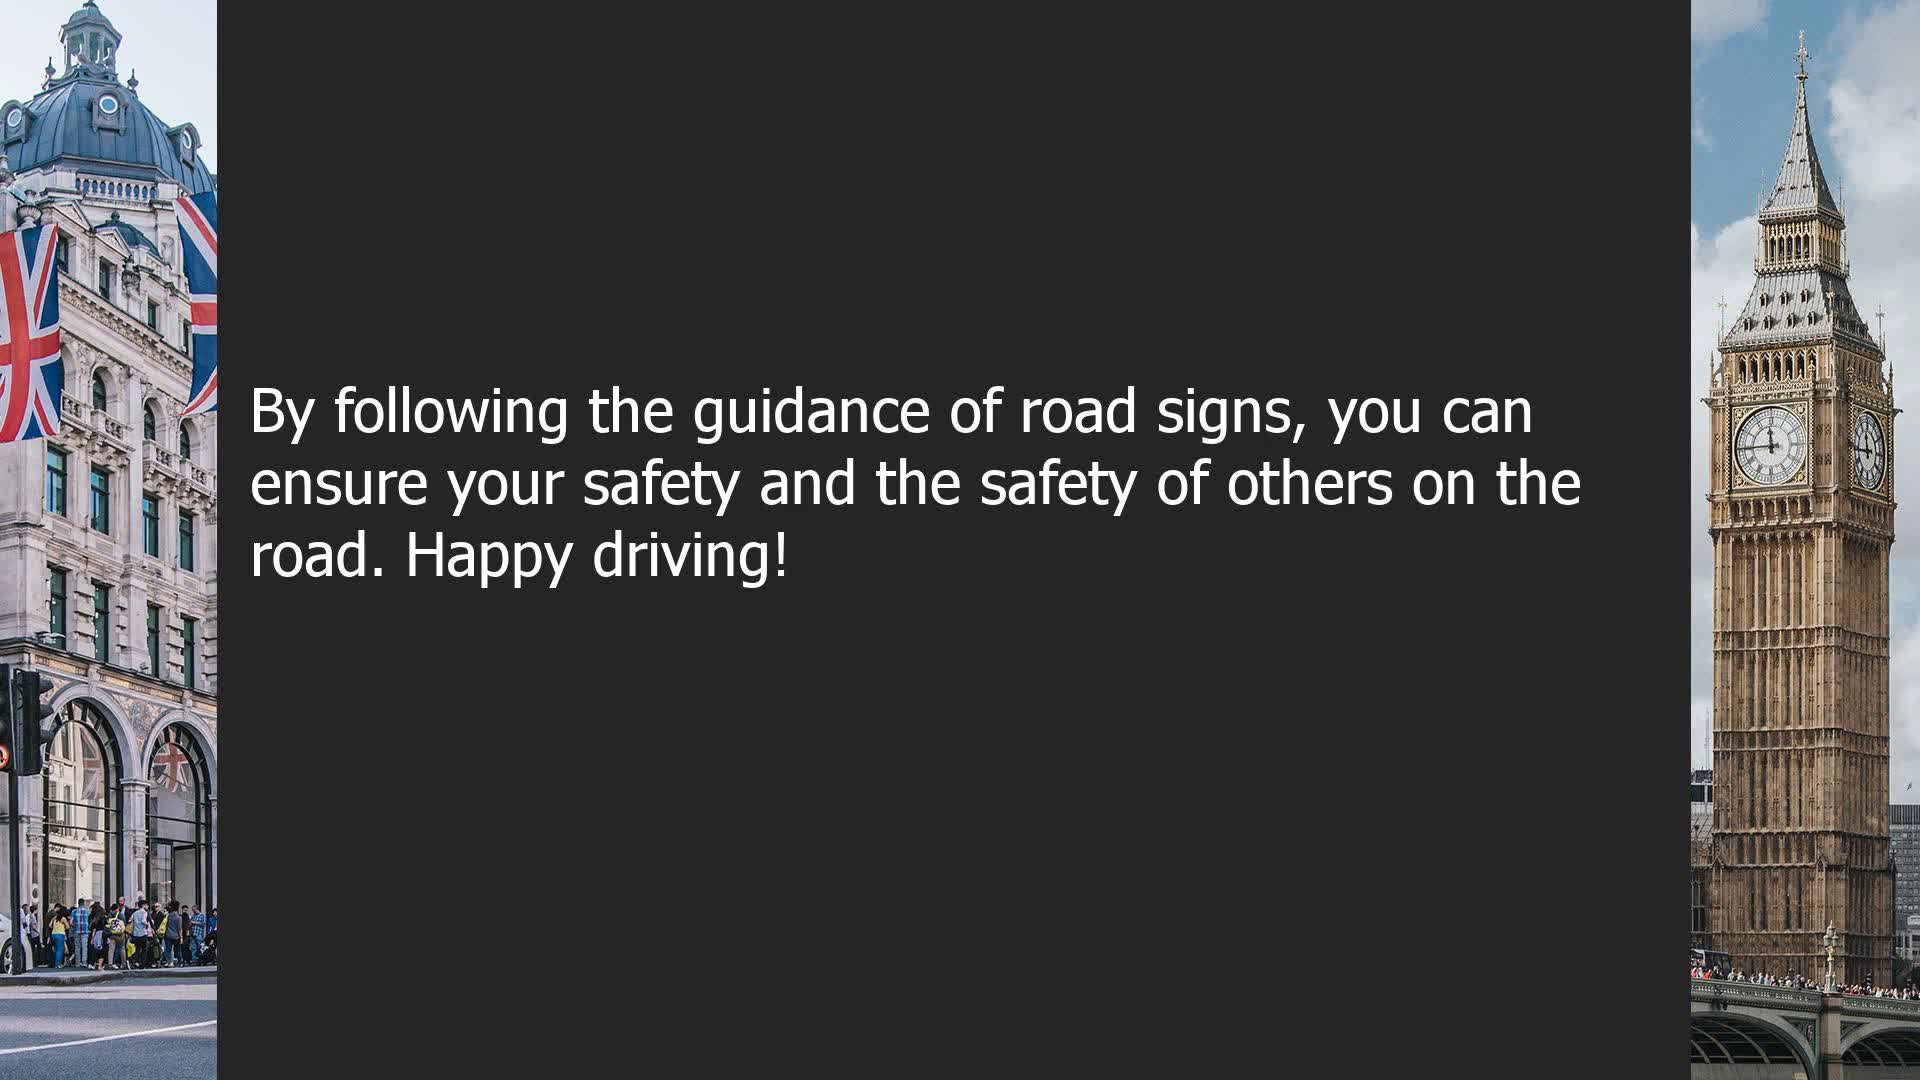 By following the guidance of road signs, you can
ensure your safety and the safety of others on the
road. Happy driving!